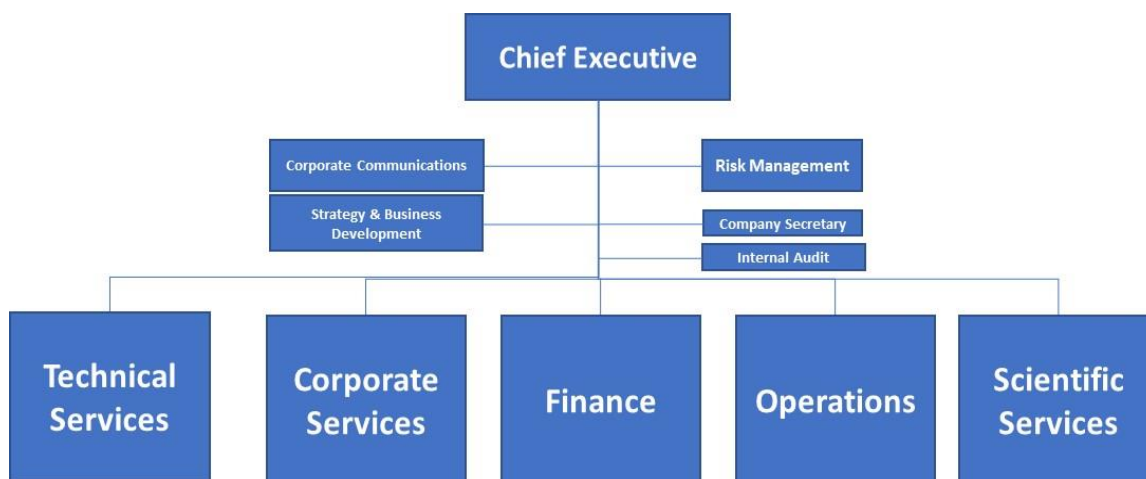 Chief Executive
Corporate Communications
Risk Management
Strategy & Business
Development
Company Secretary
Internal Audit
Technical
Services
Corporate
Services
Finance
Operations
Scientific
Services